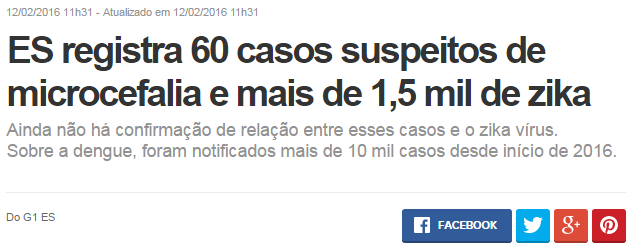 12/02/2016 11h31 - Atualizado em 12/02/2016 11h31
ES registra 60 casos suspeitos de
microcefalia e mais de 1,5 mil de zika
Ainda não há confirmação de relação entre esses casos e o zika vírus.
Sobre a dengue, foram notificados mais de 10 mil casos desde início de 2016.
Do G1 ES
FACEBOOK